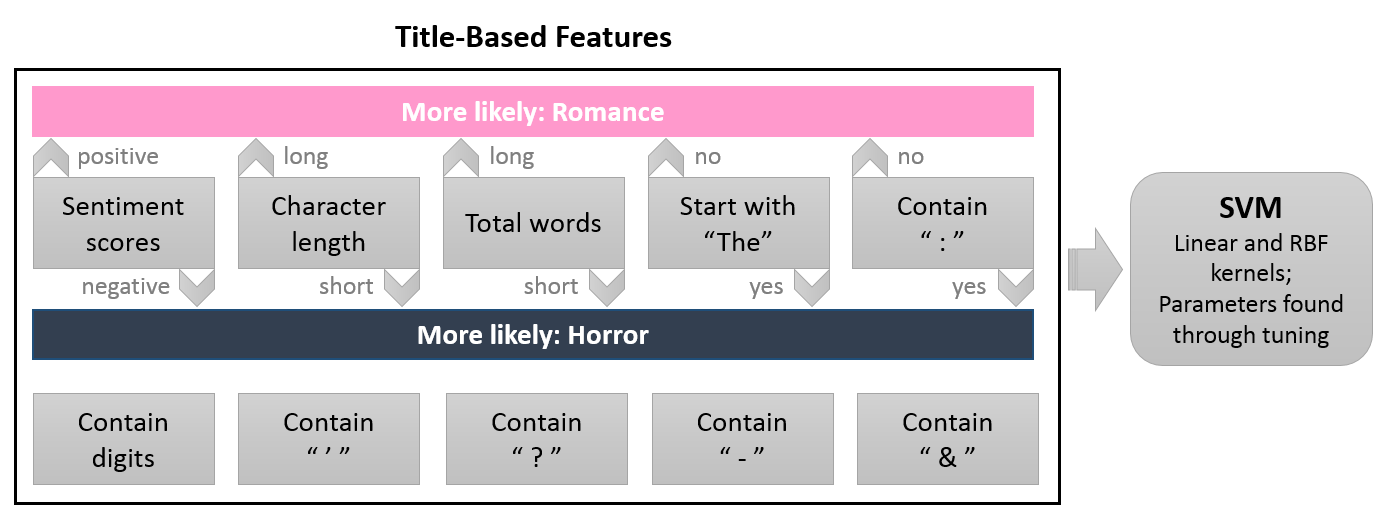 Title-Based Features
More likely: Romance
positive
long
long
no
no
Sentiment
scores
Character
length
Total words
Start with
“The”
Contain
“ : ”
negative
short
short
yes
yes
More likely: Horror
Contain
digits
Contain
“ ’ ”
Contain
“ ? ”
Contain
“ - ”
Contain
“ & ”
SVM
Linear and RBF
kernels;
Parameters found
through tuning